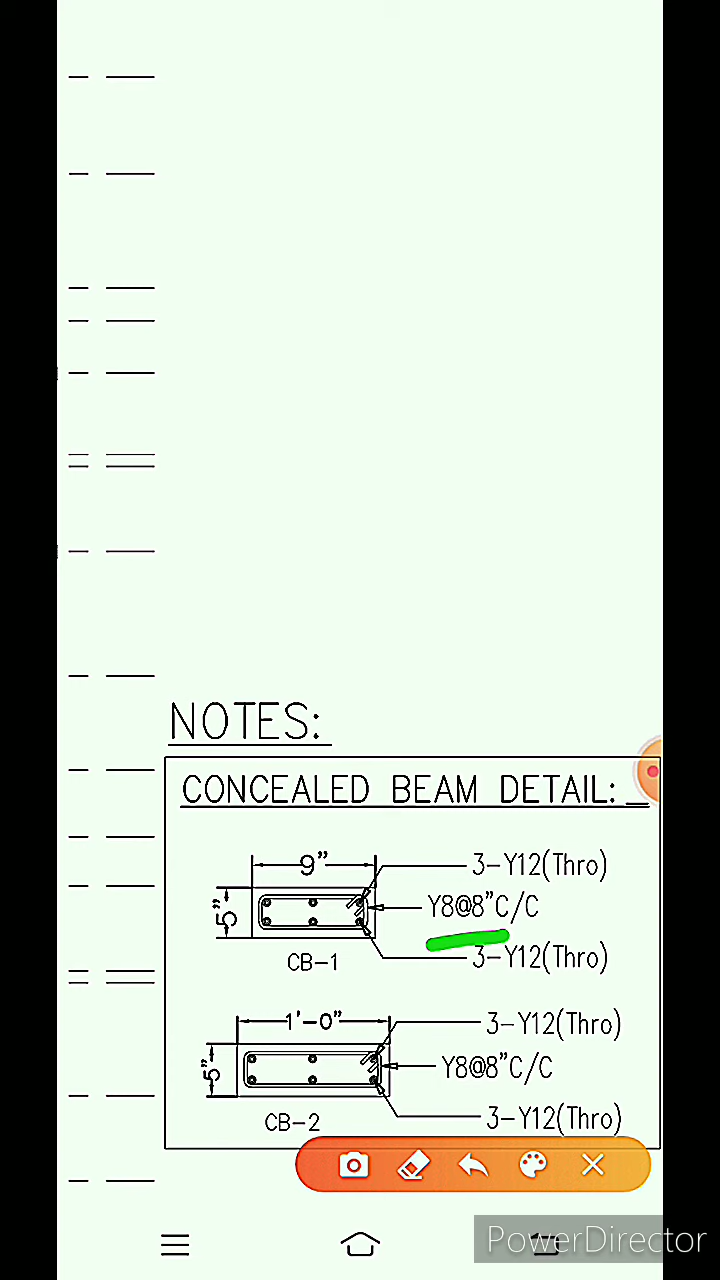 NOTES:
CONCEALED BEAM DETAIL:
9"
3-Y12(Thro)
5"
Y8@8"C/C
3-Y12(Thro)
CB-1
1'-0"
3-Y12(Thro)
5"
Y8@8"C/C
3-Y12(Thro)
CB-2
PowerDirector